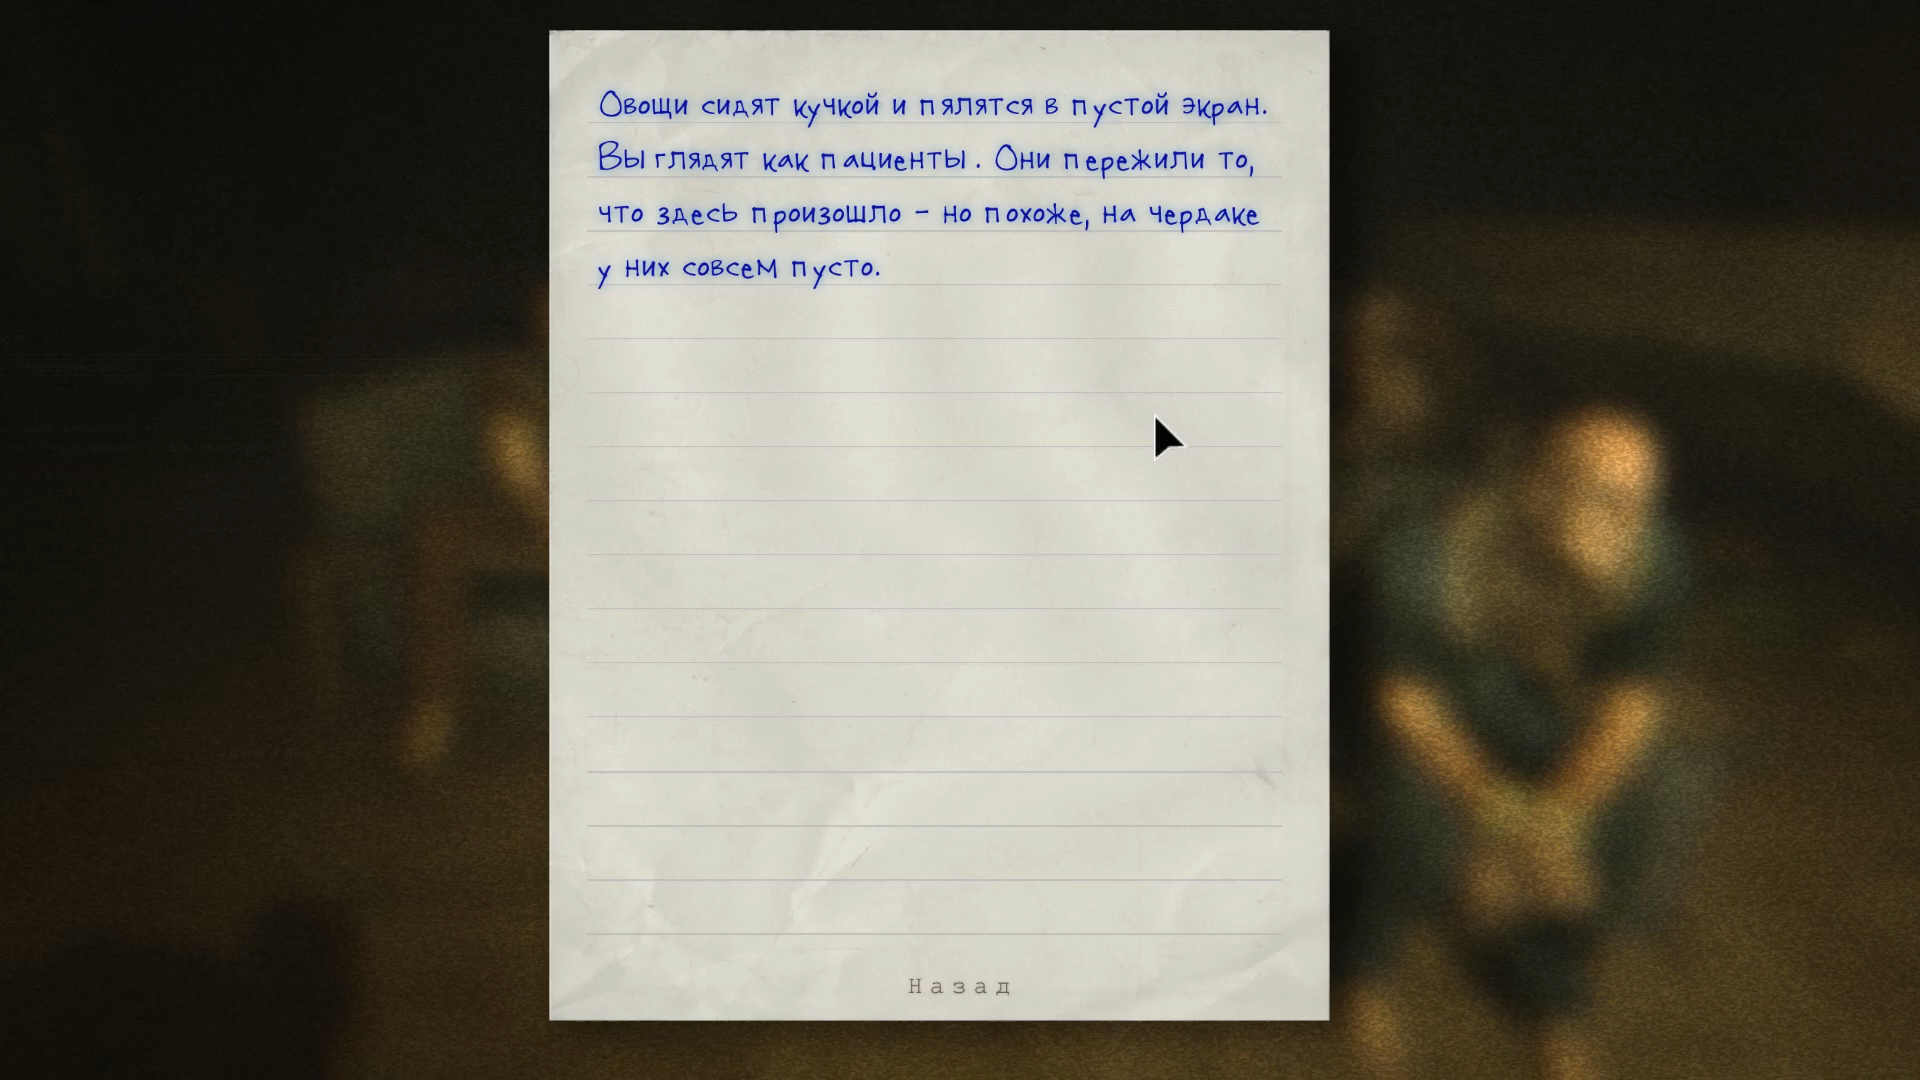 Овощи сидят кучкой и пялятся в пустой экран.
Выглядят как пациенты. Они пережили то,
что здесь произошло - но похоже, на чердаке
у них совсем пусто.
Назад